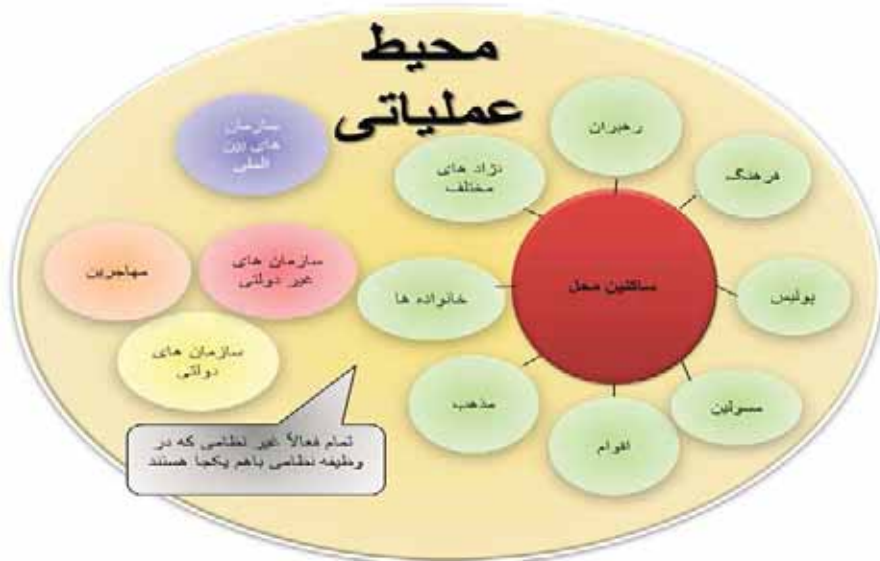 محیط
عملیاتی
رهبران
فرهنگ
پولیس
مسولین
اقوام
مذهب
خانواده ها
نژاد های
مختلف
ساکنین محل
سازمان
های بین
المللی
سازمان های
غیر دولتی
مهاجرین
سازمان های
دولتی
تمام فعالاً غیر نظامی که در
وظیفه نظامی باهم یکجا هستند